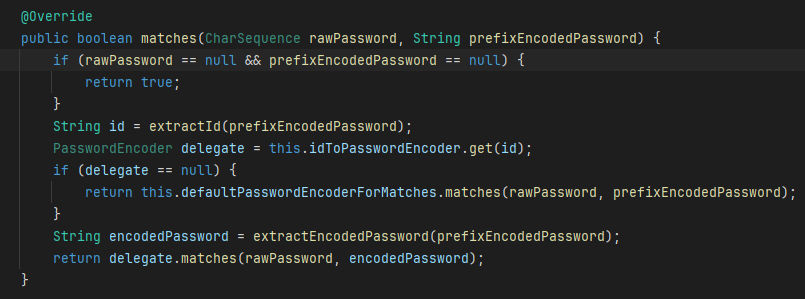 @Override
public boolean matches(CharSequence rawPassword, String prefixEncodedPassword) {
if (rawPassword == null && prefixEncodedPassword == null) {
return true;
}
String id = extractId(prefixEncodedPassword);
PasswordEncoder delegate = this.idToPasswordEncoder.get(id);
if (delegate == null) {
return this.defaultPasswordEncoderForMatches.matches(rawPassword, prefixEncodedPassword);
}
String encodedPassword = extractEncodedPassword(prefixEncodedPassword);
return delegate.matches(rawPassword, encodedPassword);
}